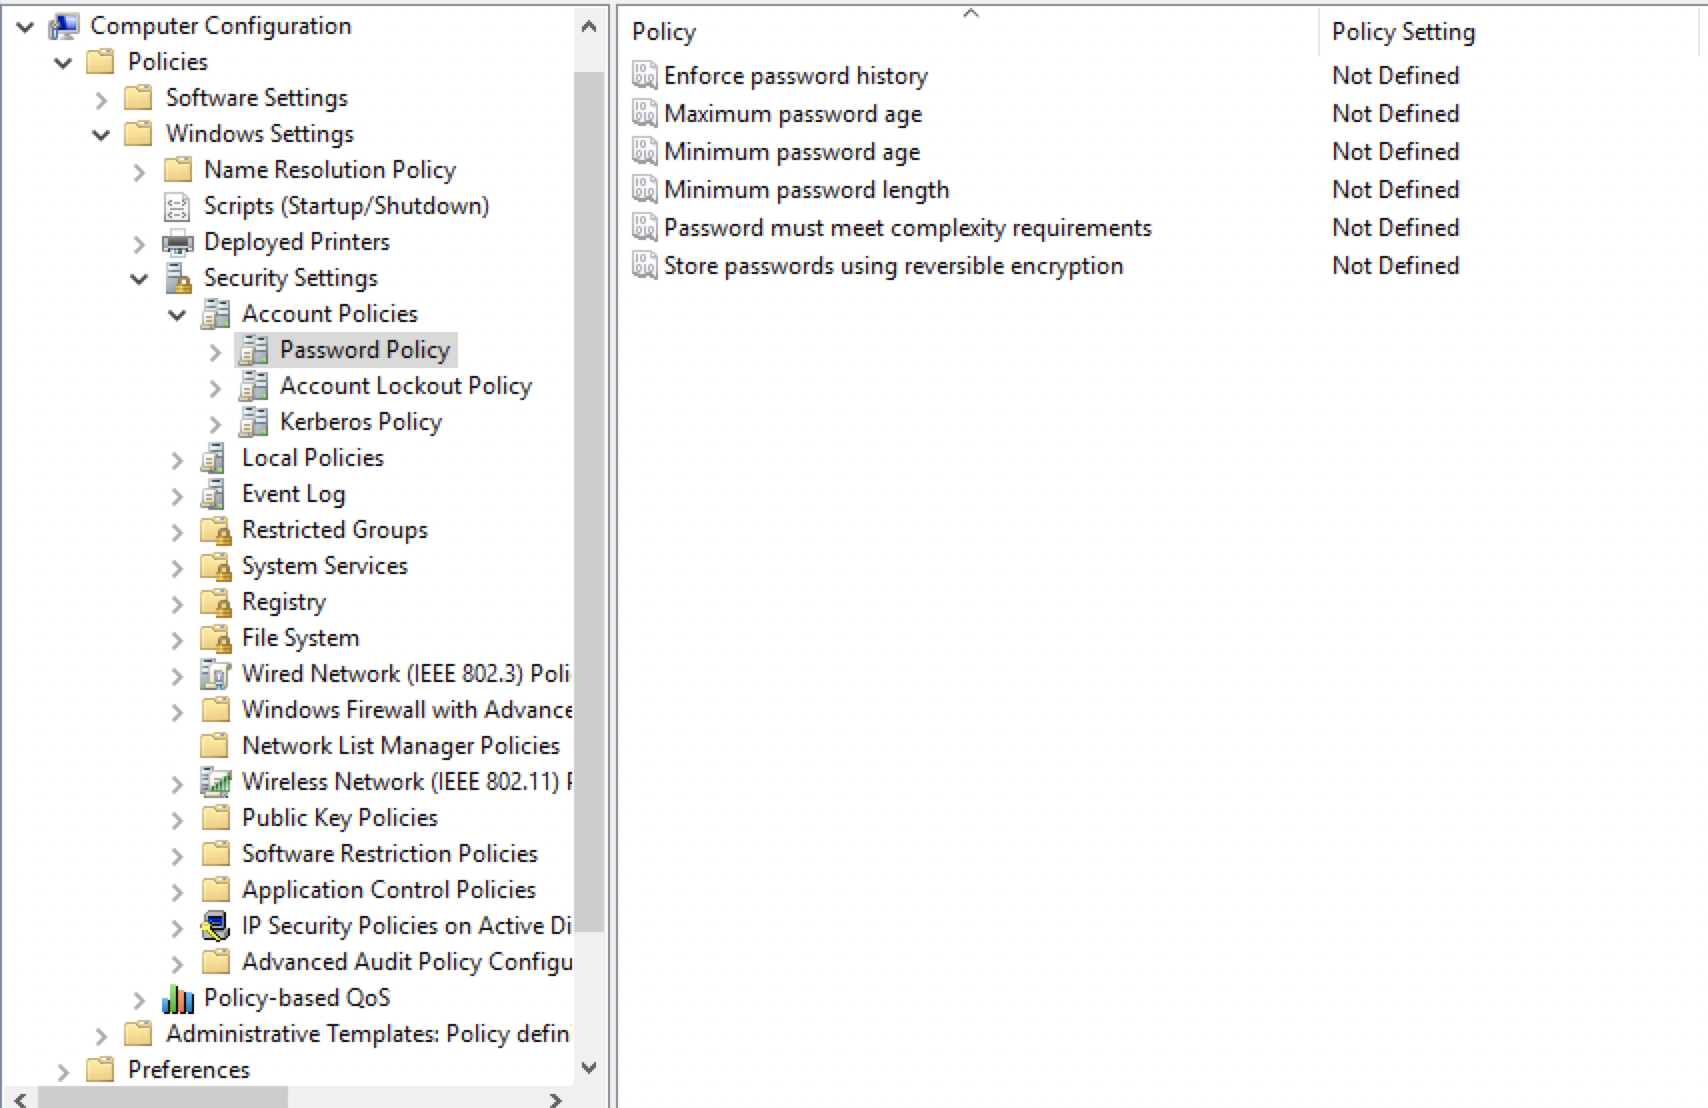 Computer Configuration
Policies
Software Settings
Windows Settings
Name Resolution Policy
Scripts (Startup/Shutdown)
Deployed Printers
Security Settings
Account Policies
Password Policy
Account Lockout Policy
Kerberos Policy
Local Policies
Event Log
Restricted Groups
System Services
Registry
File System
Wired Network (IEEE 802.3) Poli
Windows Firewall with Advance
Network List Manager Policies
Wireless Network (IEEE 802.11) P
Public Key Policies
Software Restriction Policies
Application Control Policies
IP Security Policies on Active Di
Advanced Audit Policy Configu
Policy-based QoS
Administrative Templates: Policy defin
Preferences
Policy Policy Setting
Enforce password history Not Defined
Maximum password age Not Defined
Minimum password age Not Defined
Minimum password length Not Defined
Password must meet complexity requirements Not Defined
Store passwords using reversible encryption Not Defined